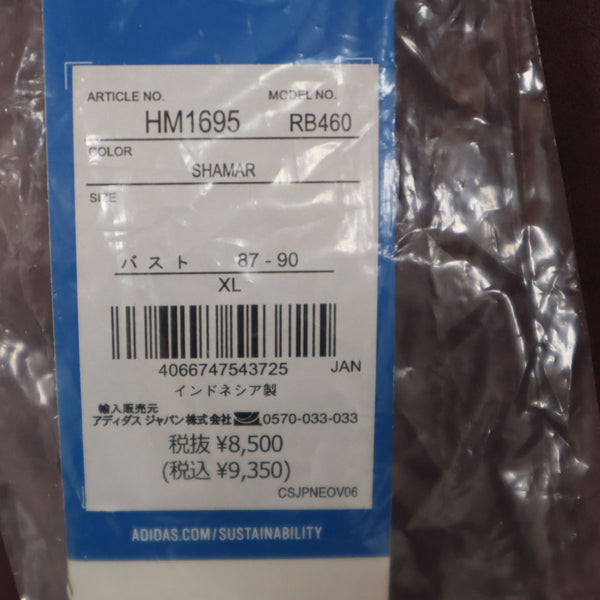 ARTICLE NO. MODEL NO.
HM1695 RB460
COLOR
SHAMAR
SIZE
バスト 87 - 90
XL
4066747543725 JAN
インドネシア製
輸入販売元
アディダス ジャパン株式会社 0570-033-033
税抜 ¥8,500
(税込 ¥9,350)
CSJPNEOV06
ADIDAS.COM/SUSTAINABILITY